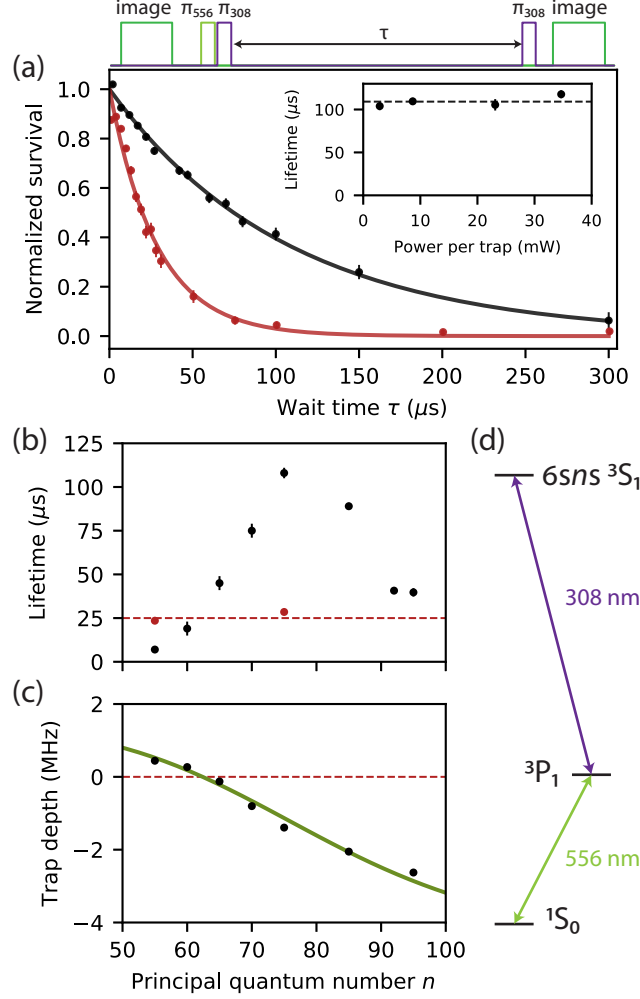 image π556 π308 π308 image
τ
(a)
Normalized survival
1.0
0.8
0.6
0.4
0.2
0.0
0 50 100 150 200 250 300
Wait time τ (μs)
Lifetime (μs)
100
50
0
0 10 20 30 40
Power per trap (mW)
(b)
Lifetime (μs)
125
100
75
50
25
0
(c)
Trap depth (MHz)
2
0
−2
−4
50 60 70 80 90 100
Principal quantum number n
(d)
6sns ³S₁
308 nm
³P₁
556 nm
¹S₀